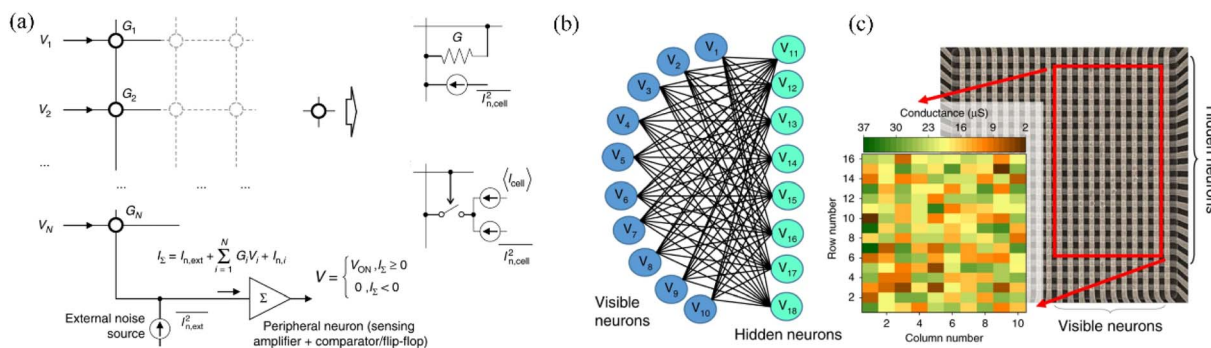 (a)
G1
V1
G2
V2
...
...
...
...
GN
VN
IΣ = In,ext + Σ(i = 1, N) GiVi + In,i
Σ
V = { VON , IΣ ≥ 0
0 , IΣ < 0
External noise
source
I²n,ext
Peripheral neuron (sensing
amplifier + comparator/flip-flop)
G
I²n,cell
⟨Icell⟩
I²n,cell
(b)
V1
V2
V3
V4
V5
V6
V7
V8
V9
V10
V11
V12
V13
V14
V15
V16
V17
V18
Visible
neurons
Hidden neurons
(c)
Conductance (μS)
37 30 23 16 9 2
Row number
16
14
12
10
8
6
4
2
2 4 6 8 10
Column number
Visible neurons
neurons